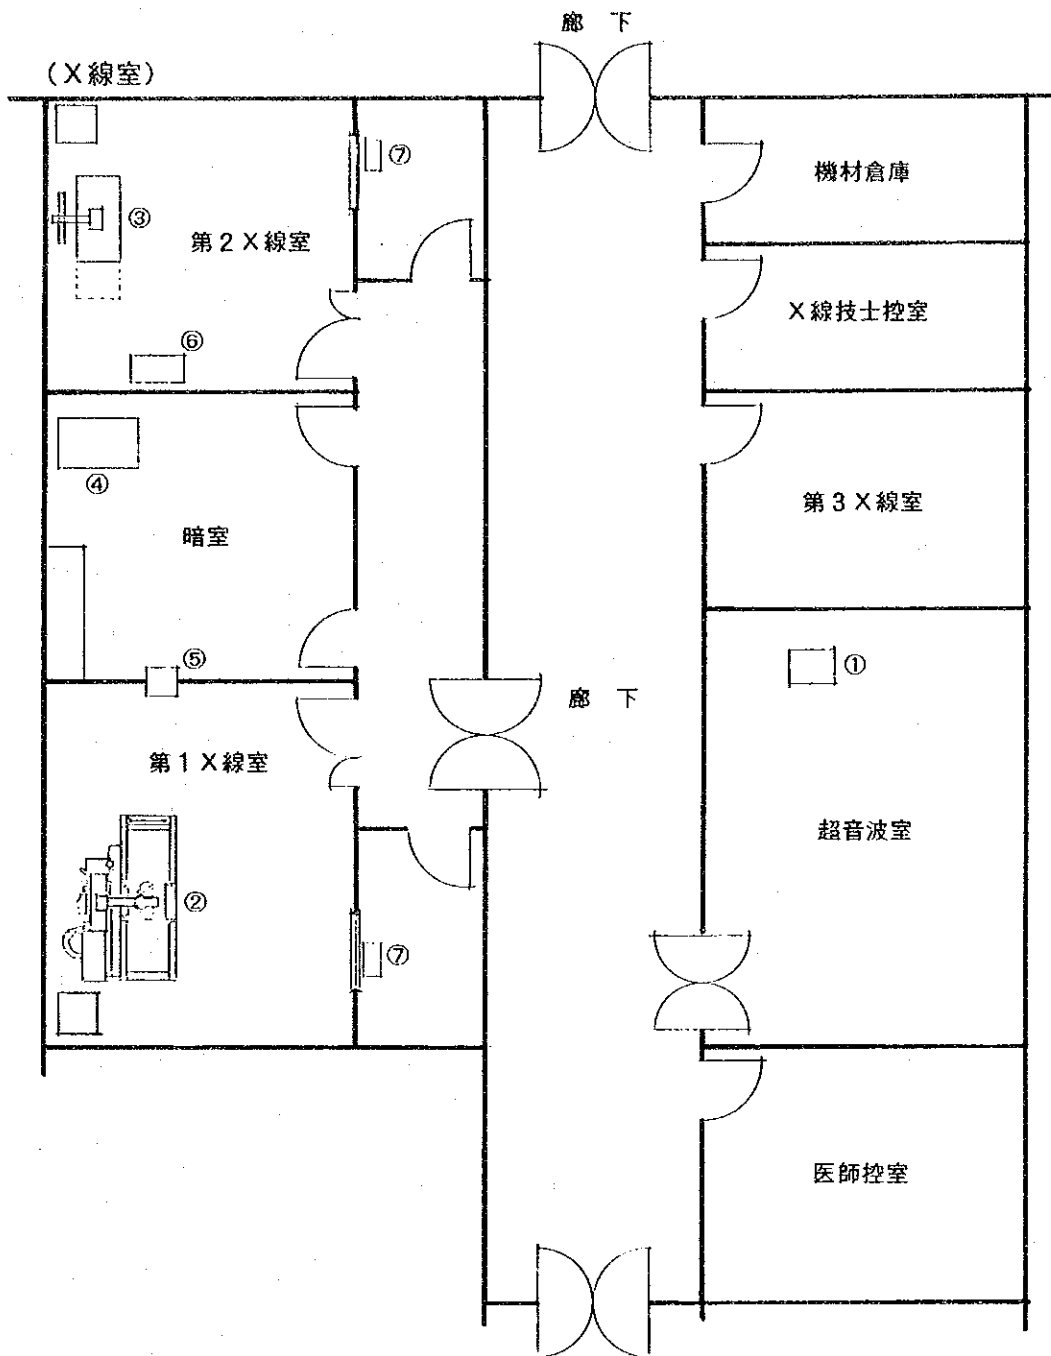 廊 下
(X線室)
⑦
機材倉庫
③
第2X線室
X線技士控室
⑥
④
第3X線室
暗室
⑤
①
廊 下
第1X線室
超音波室
②
⑦
医師控室